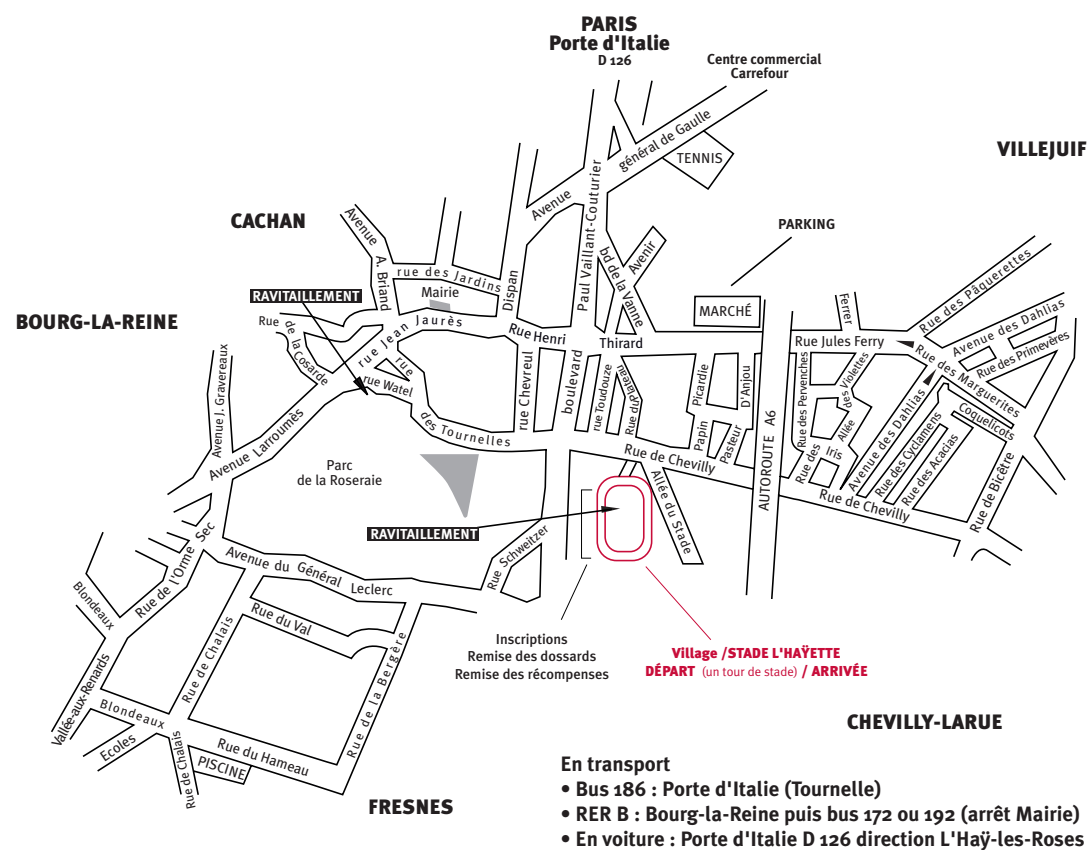 PARIS
Porte d'Italie
D 126
Centre commercial
Carrefour
général de Gaulle
TENNIS
VILLEJUIF
Avenue
Paul Vaillant-Couturier
CACHAN
Avenue A. Briand
rue des Jardins
Dispan
bd de la Vanne
Avenir
PARKING
RAVITAILLEMENT
Mairie
MARCHÉ
Ferrer
Rue des Pâquerettes
BOURG-LA-REINE
Rue de la Cosarde
rue Jean Jaurès
Rue Henri Thirard
Rue Jules Ferry
Avenue des Dahlias
Rue des Primevères
Rue des Marguerites
Avenue J. Gravereaux
rue Watel
rue des Tournelles
rue Chevreul
boulevard
rue Toudouze
Rue du Plateau
Picardie
D'Anjou
Papin
Pasteur
AUTOROUTE A6
Rue des Pervenches
Allée des Violettes
Rue des Iris
Avenue des Dahlias
Rue des Cyclamens
Rue des Acacias
Coquelicots
Rue de Bicêtre
Avenue Larroumès
Rue de Chevilly
Rue de Chevilly
Parc
de la Roseraie
Allée du Stade
RAVITAILLEMENT
Rue de l'Orme Sec
Avenue du Général Leclerc
Rue Schweitzer
Blondeaux
Rue du Val
Rue de Chalais
Rue de la Bergère
Vallée-aux-Renards
Blondeaux
Ecoles
Rue de Chalais
Rue du Hameau
PISCINE
Inscriptions
Remise des dossards
Remise des récompenses
Village /STADE L'HAŸETTE
DÉPART (un tour de stade) / ARRIVÉE
CHEVILLY-LARUE
FRESNES
En transport
• Bus 186 : Porte d'Italie (Tournelle)
• RER B : Bourg-la-Reine puis bus 172 ou 192 (arrêt Mairie)
• En voiture : Porte d'Italie D 126 direction L'Haÿ-les-Roses